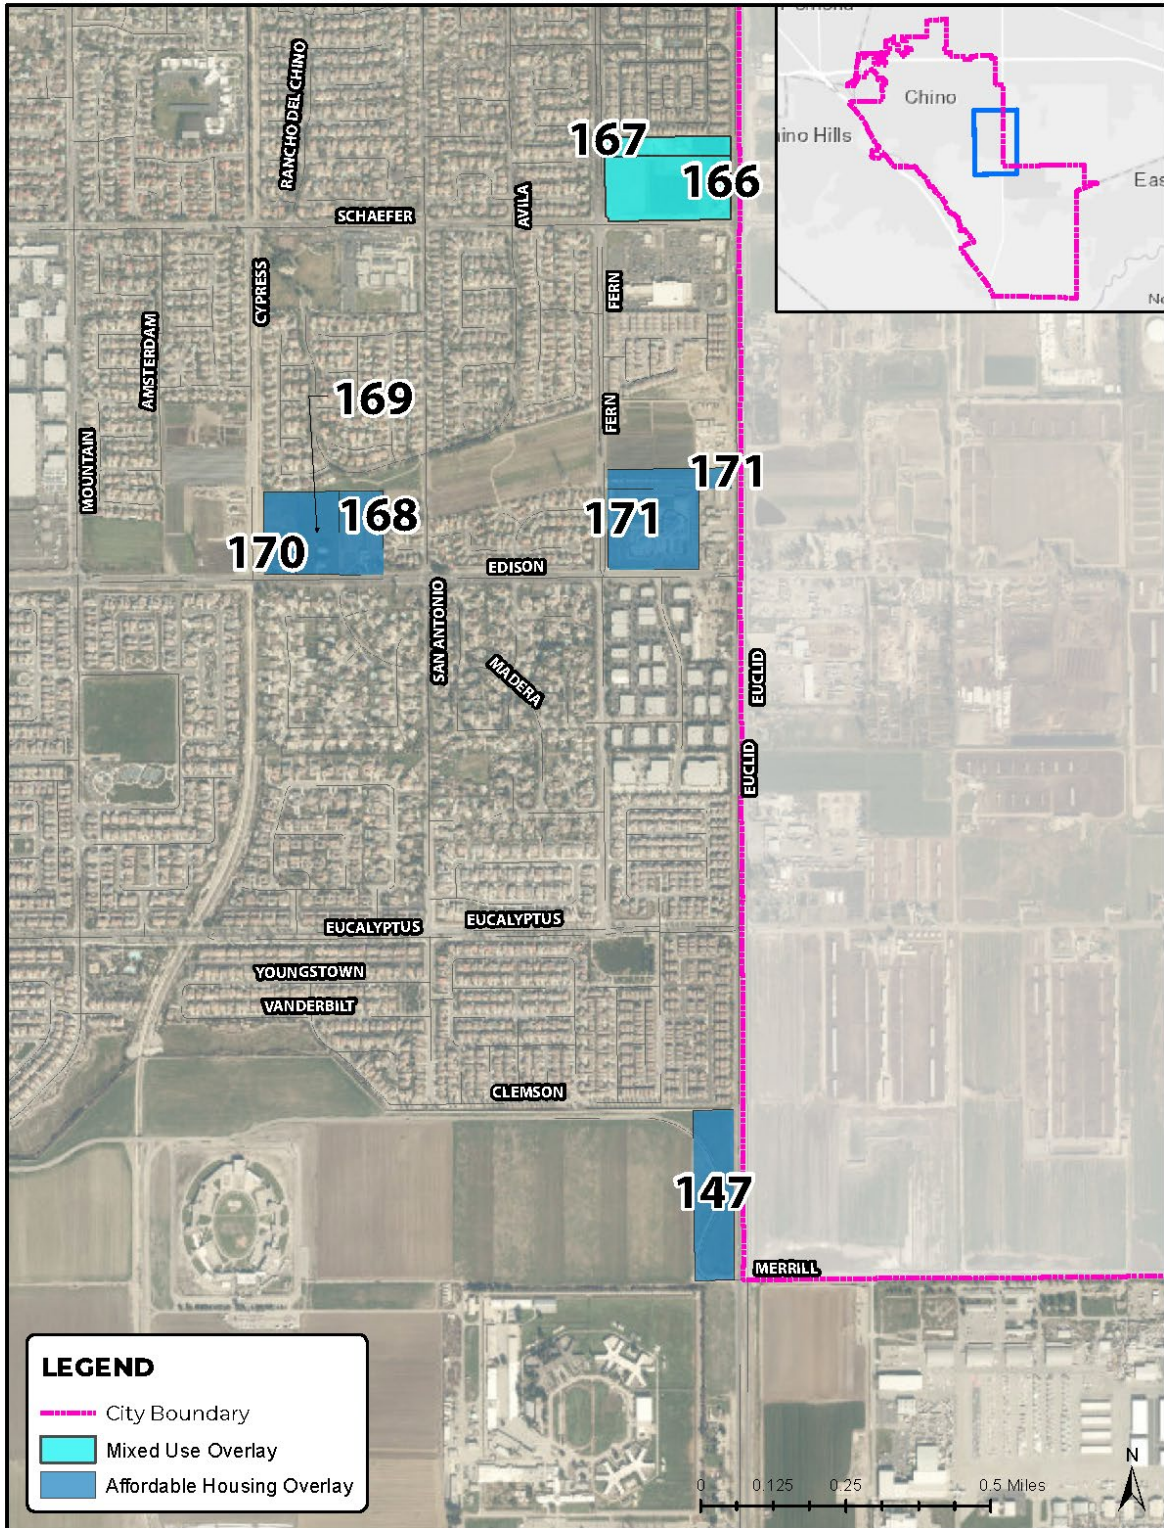 Chino
ino Hills
Eas
RANCHO DEL CHINO
167
166
SCHAEFER
AVILA
CYPRESS
FERN
AMSTERDAM
169
FERN
MOUNTAIN
171
168
171
170
EDISON
SAN ANTONIO
MADERA
EUCLID
EUCLID
EUCALYPTUS
EUCALYPTUS
YOUNGSTOWN
VANDERBILT
CLEMSON
147
MERRILL
LEGEND
City Boundary
Mixed Use Overlay
Affordable Housing Overlay
N
0 0.125 0.25 0.5 Miles